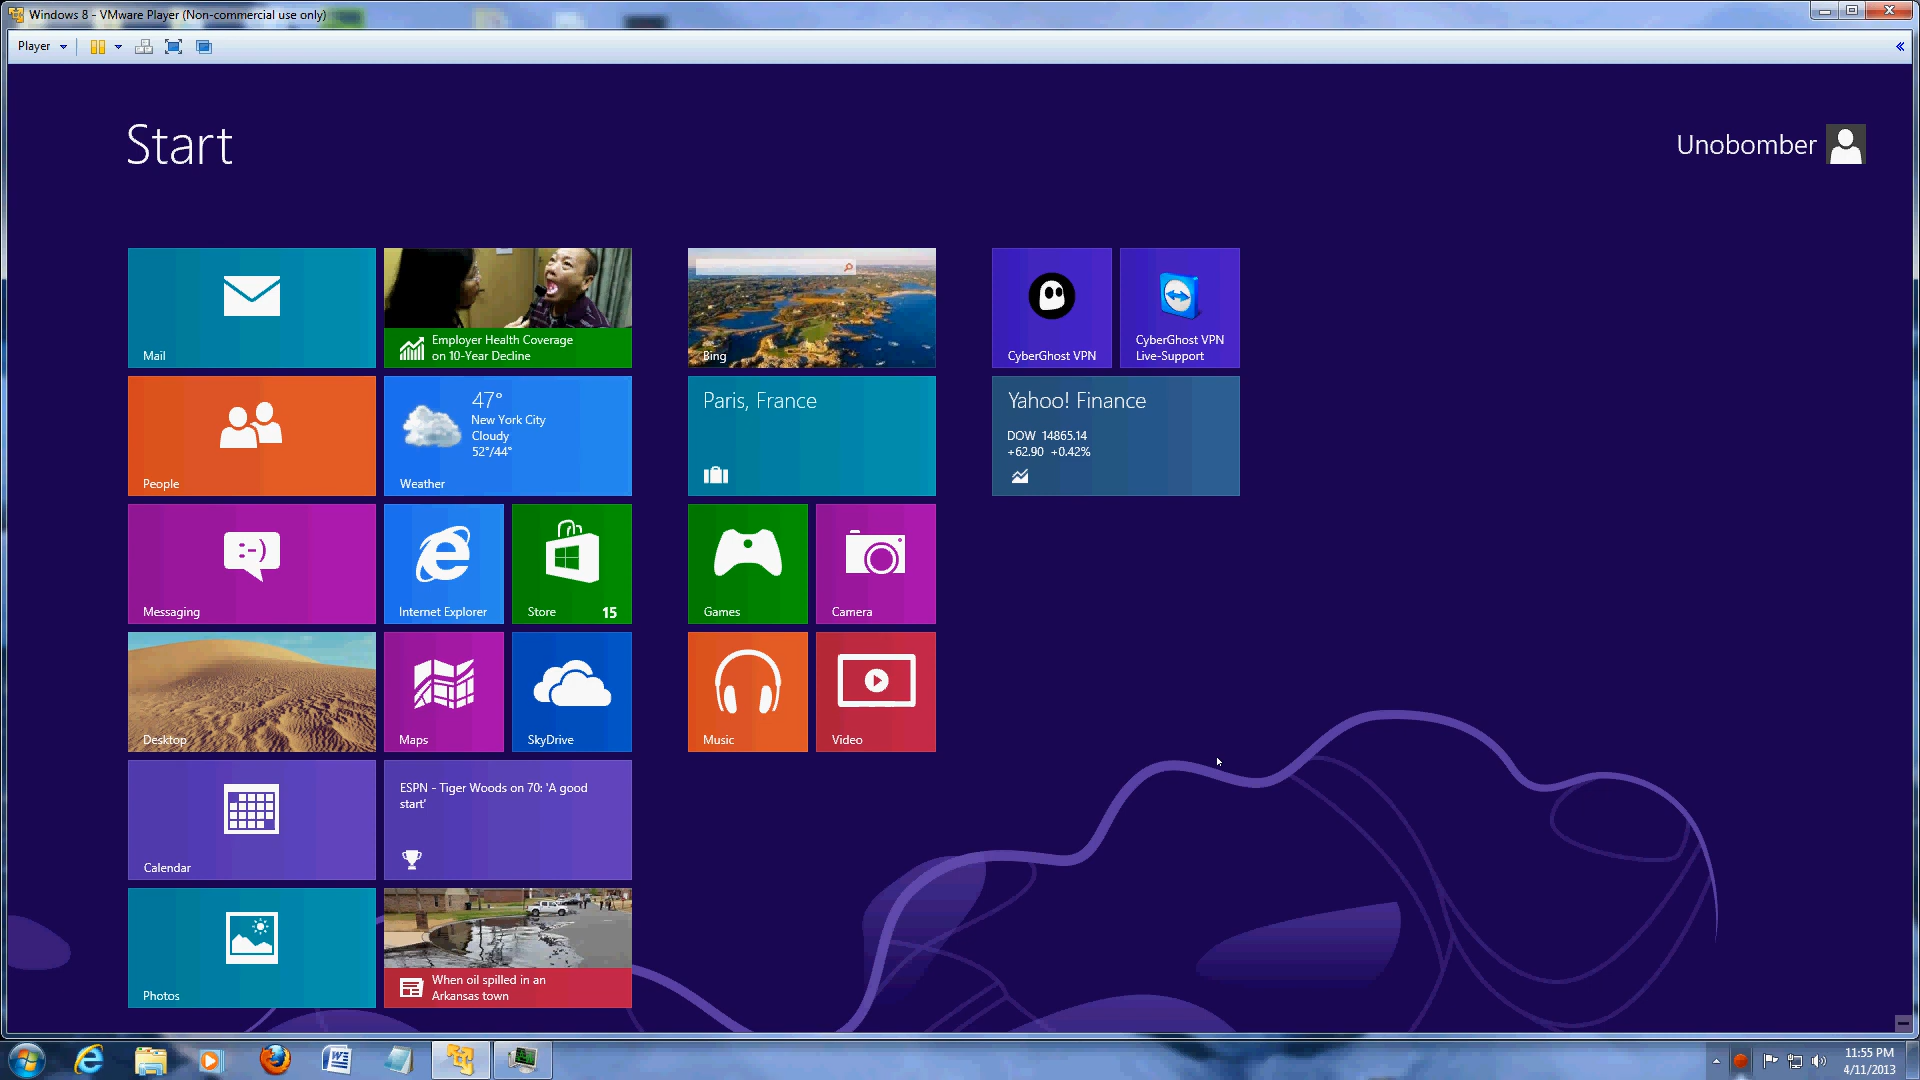 Windows 8 - VMware Player (Non-commercial use only)
Player
Start
Unobomber
Mail
Employer Health Coverage
on 10-Year Decline
Bing
CyberGhost VPN
CyberGhost VPN
Live-Support
People
47°
New York City
Cloudy
52°/44°
Weather
Paris, France
Yahoo! Finance
DOW 14865.14
+62.90 +0.42%
:-)
Messaging
Internet Explorer
Store
15
Games
Camera
Desktop
Maps
SkyDrive
Music
Video
Calendar
ESPN - Tiger Woods on 70: 'A good
start'
Photos
When oil spilled in an
Arkansas town
11:55 PM
4/11/2013